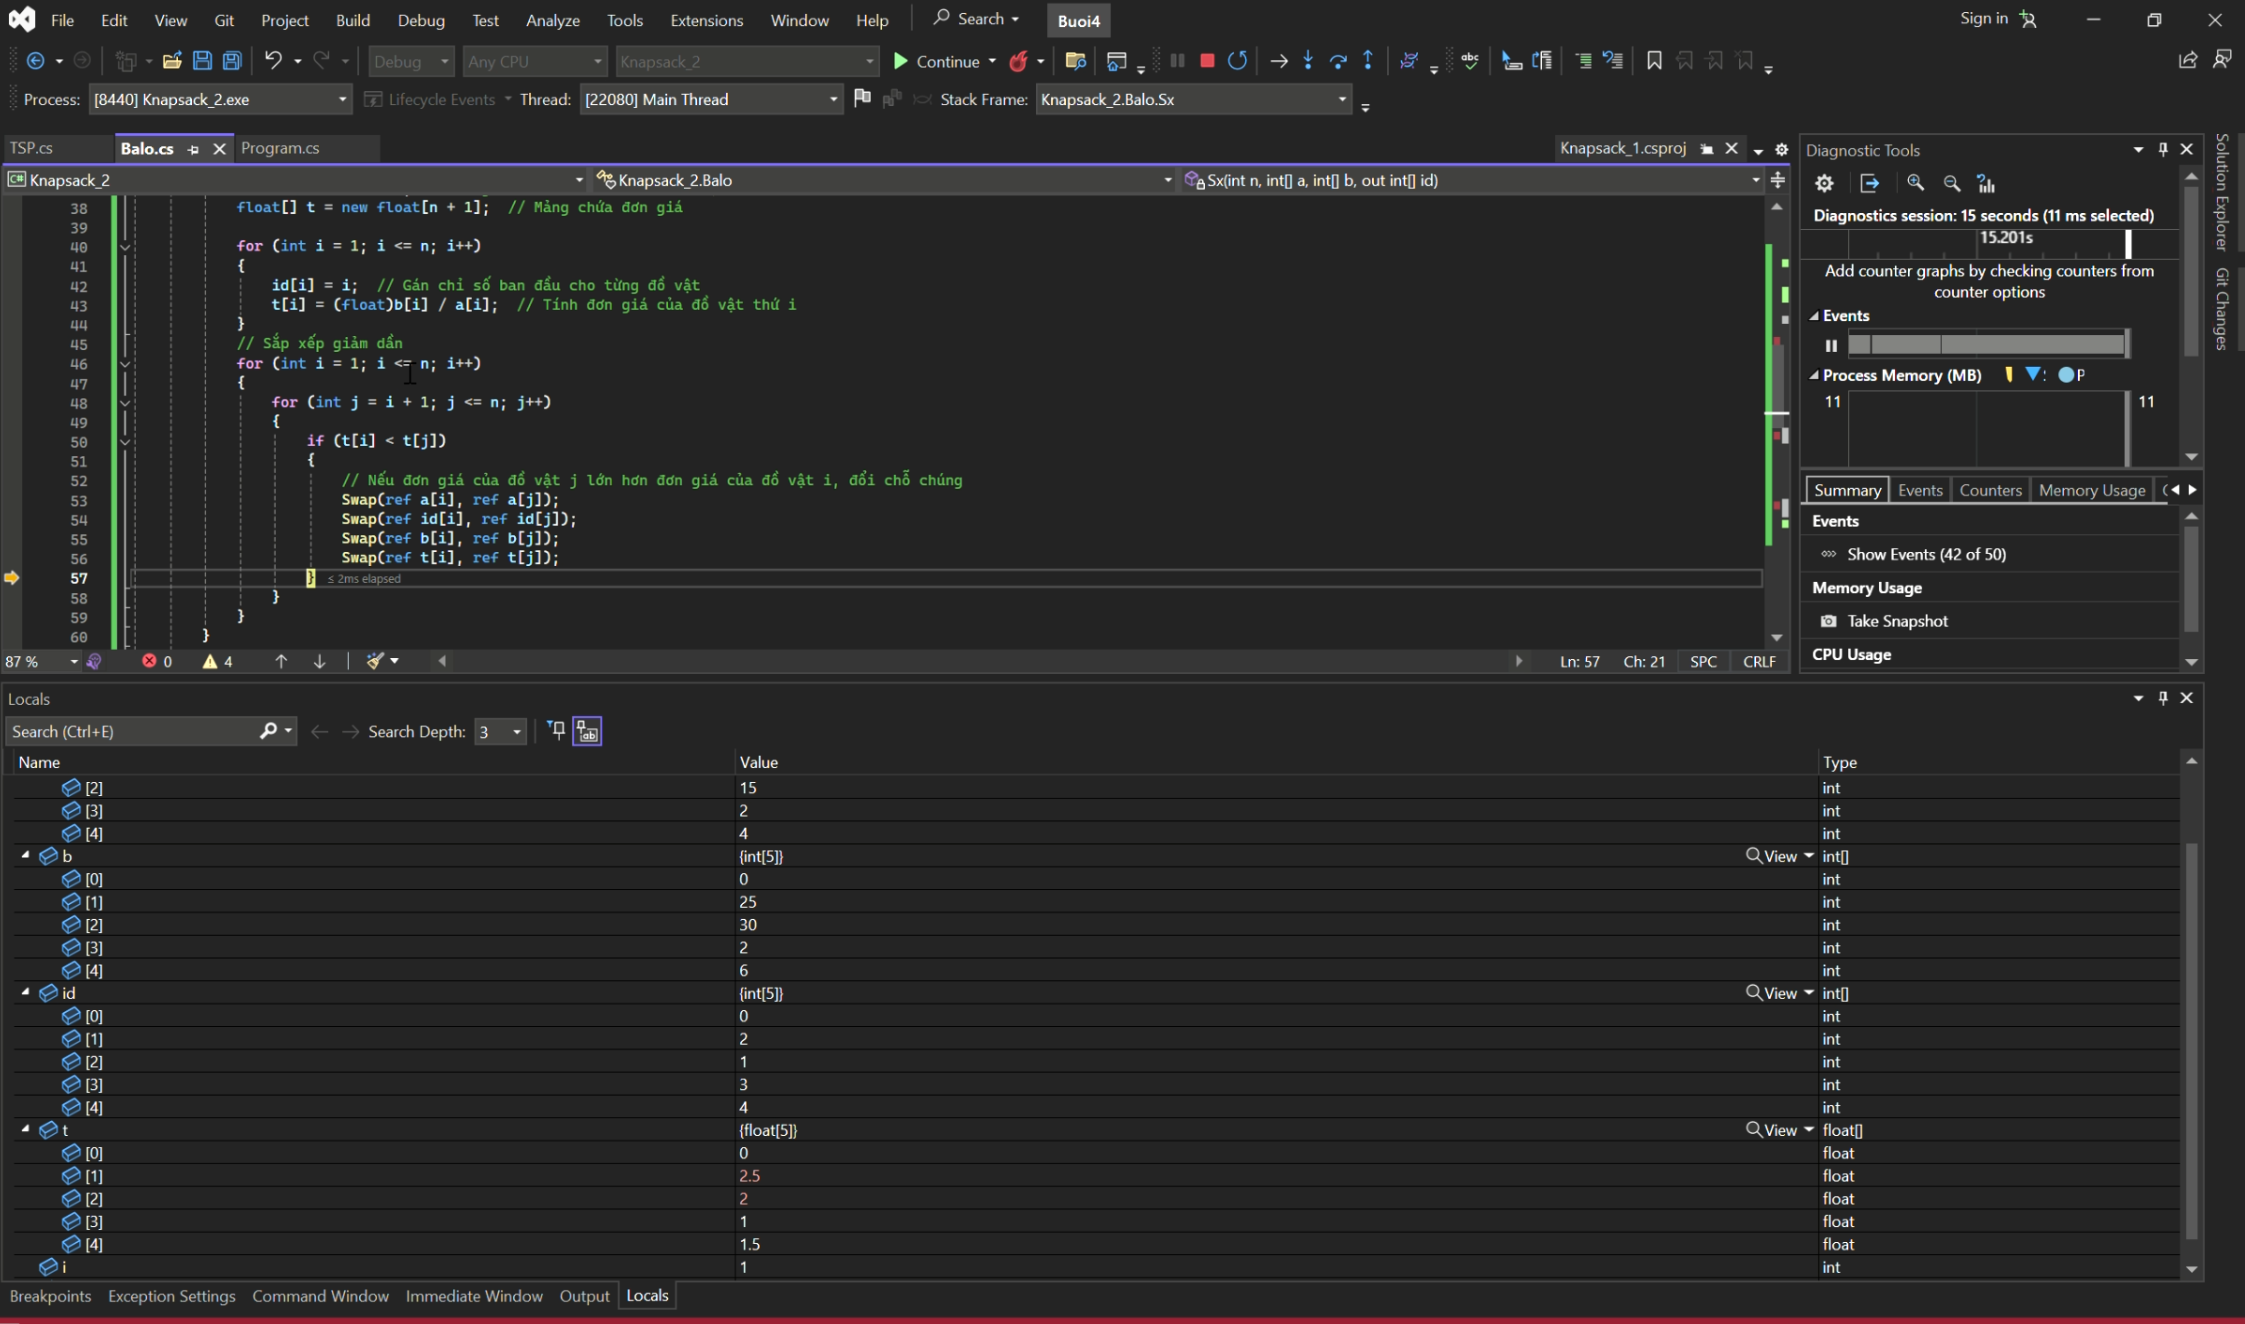 File Edit View Git Project Build Debug Test Analyze Tools Extensions Window Help Search Buoi4 Sign in
Debug Any CPU Knapsack_2 Continue
Process: [8440] Knapsack_2.exe Lifecycle Events Thread: [22080] Main Thread Stack Frame: Knapsack_2.Balo.Sx
TSP.cs Balo.cs Program.cs Knapsack_1.csproj
C# Knapsack_2 Knapsack_2.Balo Sx(int n, int[] a, int[] b, out int[] id)
38 float[] t = new float[n + 1]; // Mảng chứa đơn giá
39
40 for (int i = 1; i <= n; i++)
41 {
42 id[i] = i; // Gán chỉ số ban đầu cho từng đồ vật
43 t[i] = (float)b[i] / a[i]; // Tính đơn giá của đồ vật thứ i
44 }
45 // Sắp xếp giảm dần
46 for (int i = 1; i <= n; i++)
47 {
48 for (int j = i + 1; j <= n; j++)
49 {
50 if (t[i] < t[j])
51 {
52 // Nếu đơn giá của đồ vật j lớn hơn đơn giá của đồ vật i, đổi chỗ chúng
53 Swap(ref a[i], ref a[j]);
54 Swap(ref id[i], ref id[j]);
55 Swap(ref b[i], ref b[j]);
56 Swap(ref t[i], ref t[j]);
57 } ≤ 2ms elapsed
58 }
59 }
60 }
87 % 0 4 Ln: 57 Ch: 21 SPC CRLF
Diagnostic Tools
Diagnostics session: 15 seconds (11 ms selected)
15.201s
Add counter graphs by checking counters from
counter options
Events
Process Memory (MB) P
11 11
Summary Events Counters Memory Usage
Events
Show Events (42 of 50)
Memory Usage
Take Snapshot
CPU Usage
Solution Explorer
Git Changes
Locals
Search (Ctrl+E) Search Depth: 3
Name Value Type
[2] 15 int
[3] 2 int
[4] 4 int
b {int[5]} View int[]
[0] 0 int
[1] 25 int
[2] 30 int
[3] 2 int
[4] 6 int
id {int[5]} View int[]
[0] 0 int
[1] 2 int
[2] 1 int
[3] 3 int
[4] 4 int
t {float[5]} View float[]
[0] 0 float
[1] 2.5 float
[2] 2 float
[3] 1 float
[4] 1.5 float
i 1 int
Breakpoints Exception Settings Command Window Immediate Window Output Locals